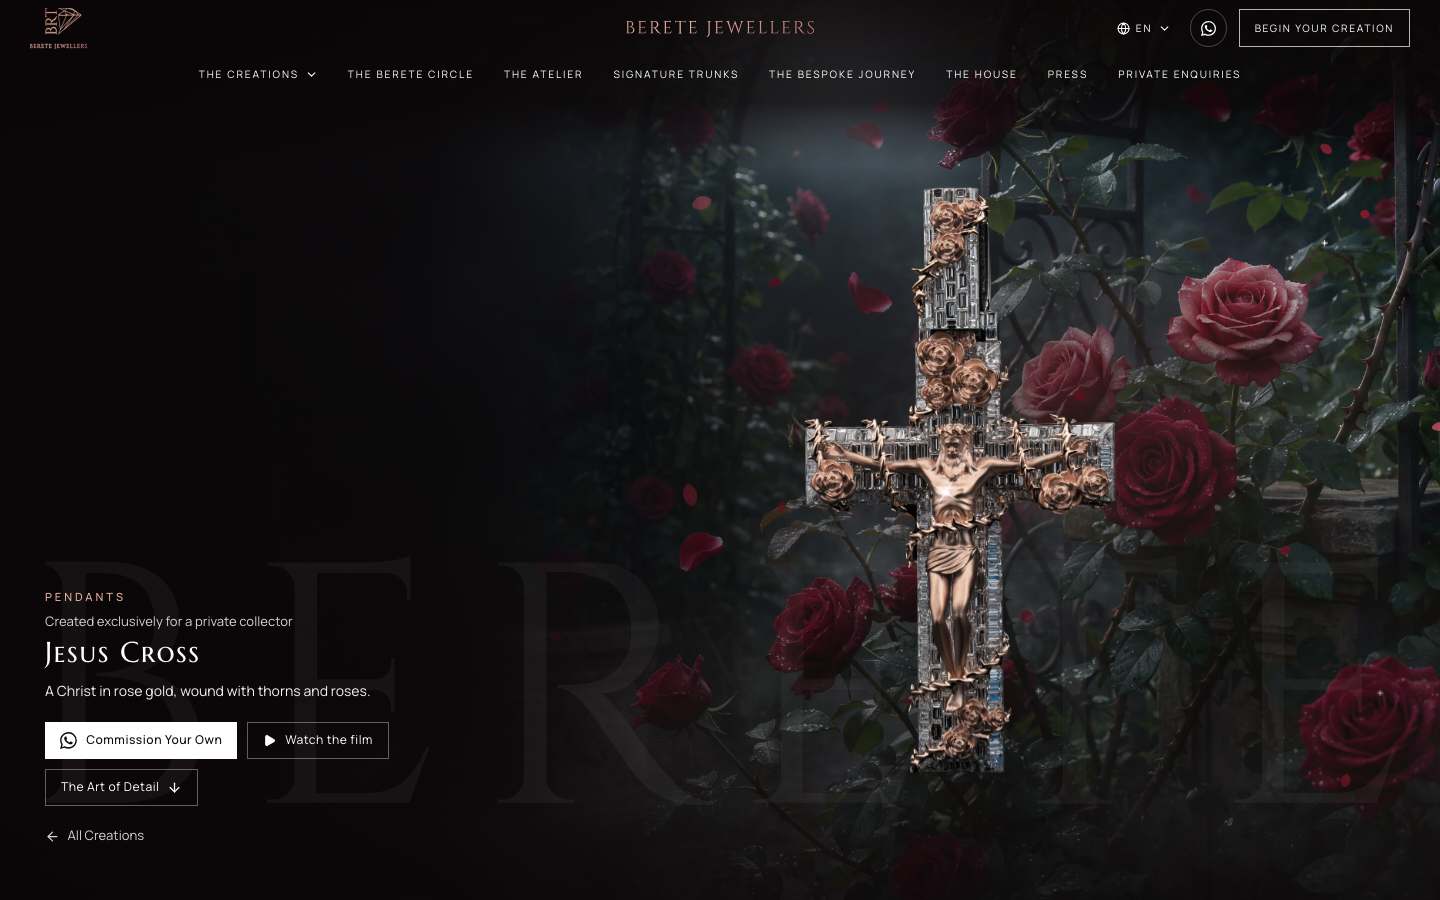 BRT
BERETE JEWELLERS
BERETE JEWELLERS
EN
BEGIN YOUR CREATION
THE CREATIONS
THE BERETE CIRCLE
THE ATELIER
SIGNATURE TRUNKS
THE BESPOKE JOURNEY
THE HOUSE
PRESS
PRIVATE ENQUIRIES
BERETE
PENDANTS
Created exclusively for a private collector
Jesus Cross
A Christ in rose gold, wound with thorns and roses.
Commission Your Own
Watch the film
The Art of Detail
All Creations